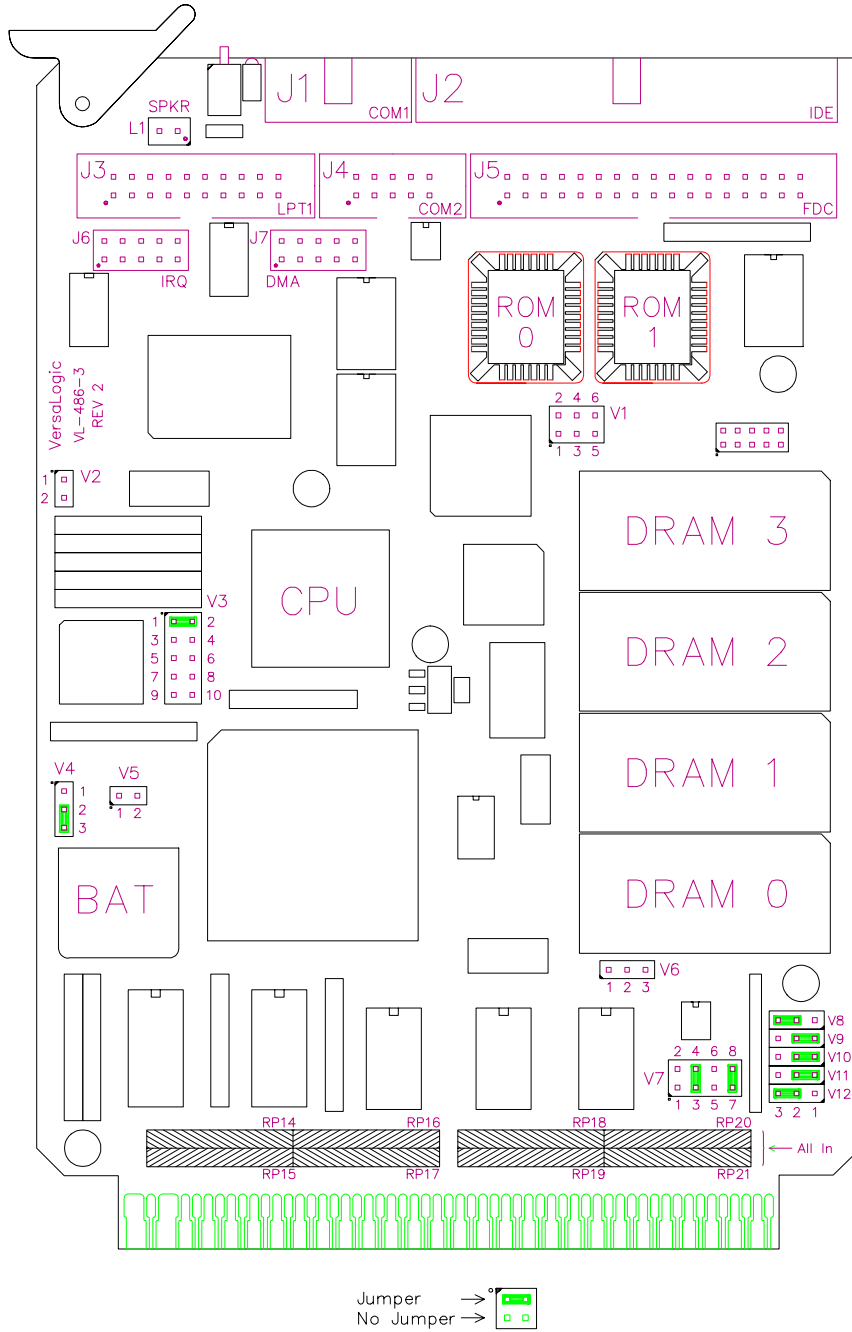 J1
J2
SPKR
L1
COM1
IDE
J3
J4
J5
LPT1
COM2
FDC
J6
J7
IRQ
DMA
ROM
0
ROM
1
VersaLogic
VL-486-3
REV 2
2 4 6
V1
1 3 5
V2
1
2
DRAM 3
CPU
V3
1 2
3 4
5 6
7 8
9 10
DRAM 2
DRAM 1
V4
1
2
3
V5
1 2
BAT
DRAM 0
V6
1 2 3
V8
V9
V10
V11
V12
3 2 1
2 4 6 8
V7
1 3 5 7
RP14
RP16
RP18
RP20
RP15
RP17
RP19
RP21
All In
Jumper
No Jumper